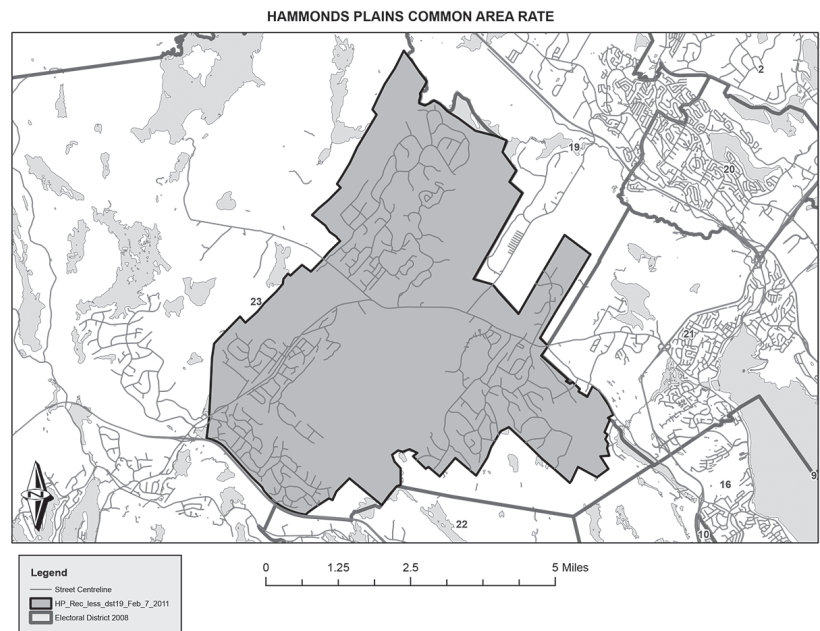 HAMMONDS PLAINS COMMON AREA RATE
2
19
20
23
21
9
16
22
10
N
Legend
Street Centreline
HP_Rec_less_dst19_Feb_7_2011
Electoral District 2008
0 1.25 2.5 5 Miles